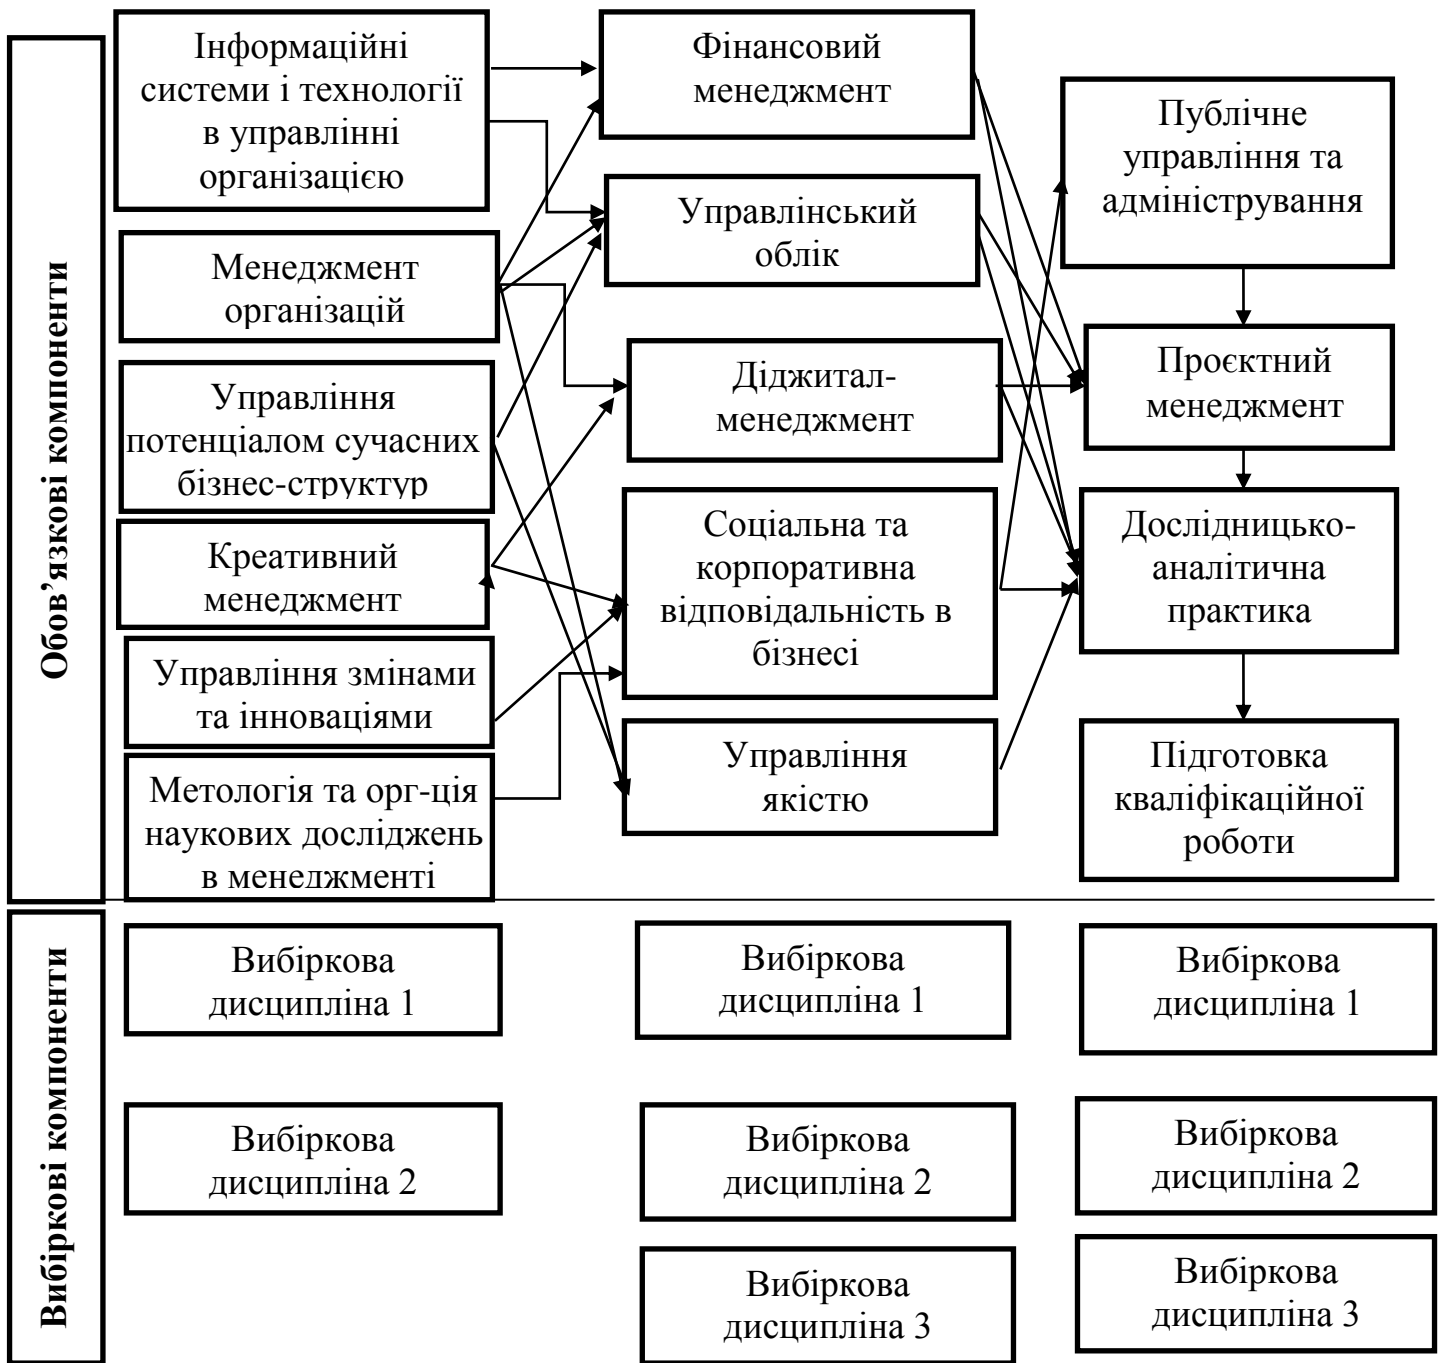 Обов’язкові компоненти
Інформаційні
системи і технології
в управлінні
організацією
Менеджмент
організацій
Управління
потенціалом сучасних
бізнес-структур
Креативний
менеджмент
Управління змінами
та інноваціями
Метологія та орг-ція
наукових досліджень
в менеджменті
Фінансовий
менеджмент
Управлінський
облік
Діджитал-
менеджмент
Соціальна та
корпоративна
відповідальність в
бізнесі
Управління
якістю
Публічне
управління та
адміністрування
Проєктний
менеджмент
Дослідницько-
аналітична
практика
Підготовка
кваліфікаційної
роботи
Вибіркові компоненти
Вибіркова
дисципліна 1
Вибіркова
дисципліна 2
Вибіркова
дисципліна 1
Вибіркова
дисципліна 2
Вибіркова
дисципліна 3
Вибіркова
дисципліна 1
Вибіркова
дисципліна 2
Вибіркова
дисципліна 3